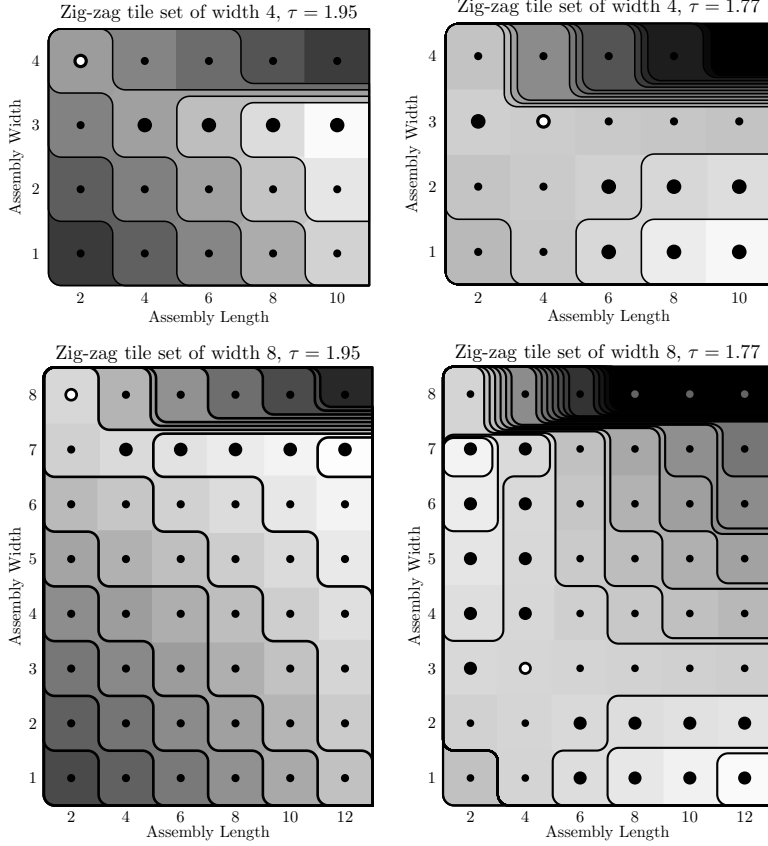 Zig-zag tile set of width 4, τ = 1.95
Assembly Width
4
3
2
1
2 4 6 8 10
Assembly Length
Zig-zag tile set of width 4, τ = 1.77
Assembly Width
4
3
2
1
2 4 6 8 10
Assembly Length
Zig-zag tile set of width 8, τ = 1.95
Assembly Width
8
7
6
5
4
3
2
1
2 4 6 8 10 12
Assembly Length
Zig-zag tile set of width 8, τ = 1.77
Assembly Width
8
7
6
5
4
3
2
1
2 4 6 8 10 12
Assembly Length